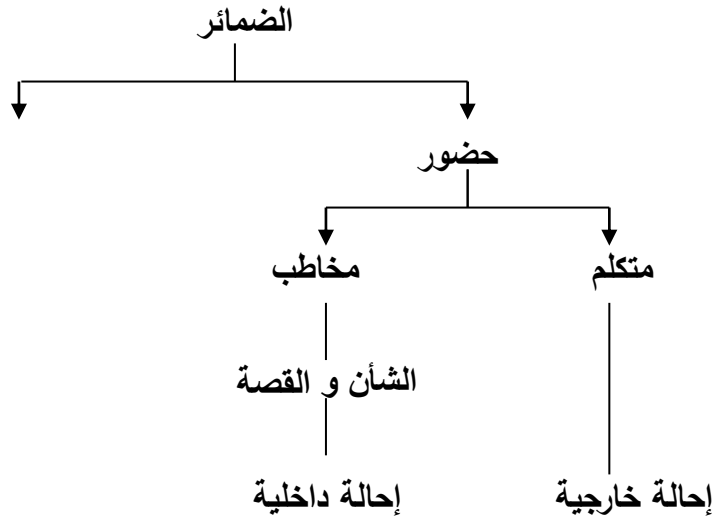 الضمائر
حضور
متكلم
مخاطب
الشأن و القصة
إحالة خارجية
إحالة داخلية